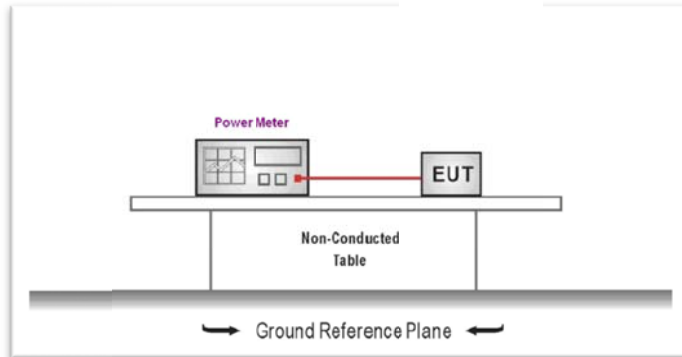 Power Meter
EUT
Non-Conducted
Table
Ground Reference Plane